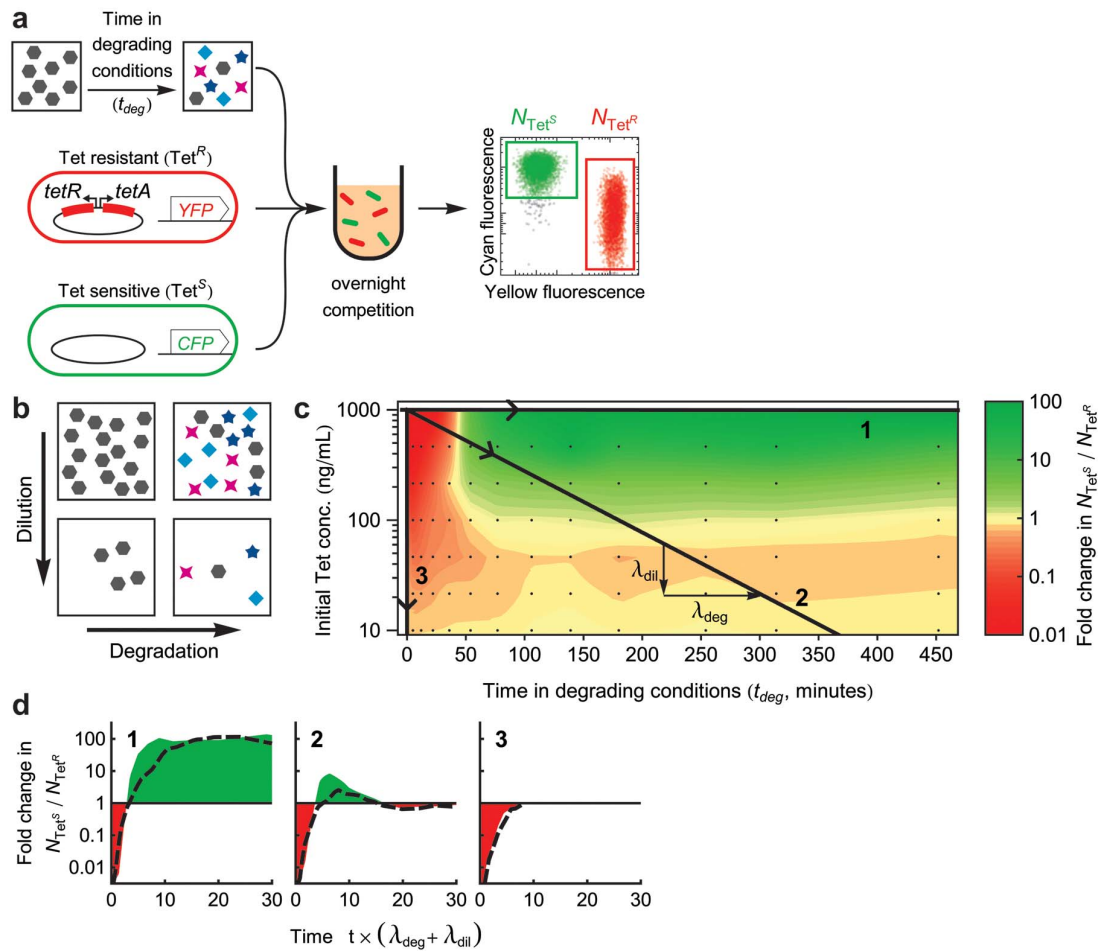 a
Time in
degrading
conditions
(t_deg)
Tet resistant (Tet^R)
tetR tetA
YFP
Tet sensitive (Tet^S)
CFP
overnight
competition
N_Tet^S N_Tet^R
Cyan fluorescence
Yellow fluorescence
b
Dilution
Degradation
c
Initial Tet conc. (ng/mL)
1000
100
10
1
2
3
λ_dil
λ_deg
0 50 100 150 200 250 300 350 400 450
Time in degrading conditions (t_deg, minutes)
100
10
1
0.1
0.01
Fold change in N_Tet^S / N_Tet^R
d
Fold change in
N_Tet^S / N_Tet^R
100
10
1
0.1
0.01
1
2
3
0 10 20 30
0 10 20 30
0 10 20 30
Time t × (λ_deg + λ_dil)